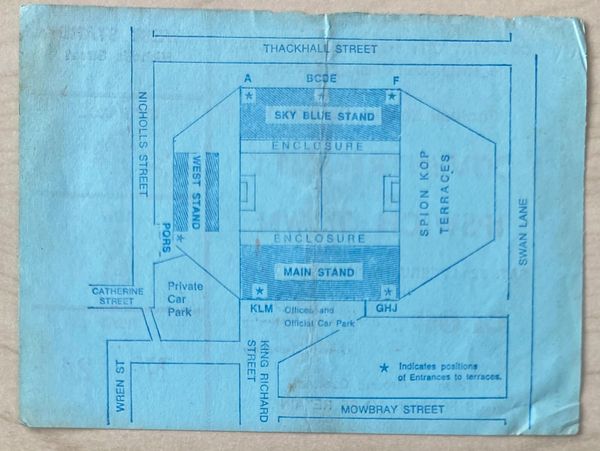 THACKHALL STREET
A
BCDE
F
SKY BLUE STAND
ENCLOSURE
NICHOLLS STREET
WEST STAND
PQRS
SPION KOP
TERRACES
SWAN LANE
ENCLOSURE
MAIN STAND
KLM
GHJ
Offices and
Official Car Park
CATHERINE
STREET
Private
Car
Park
WREN ST
KING RICHARD
STREET
★ Indicates positions
of Entrances to terraces.
MOWBRAY STREET